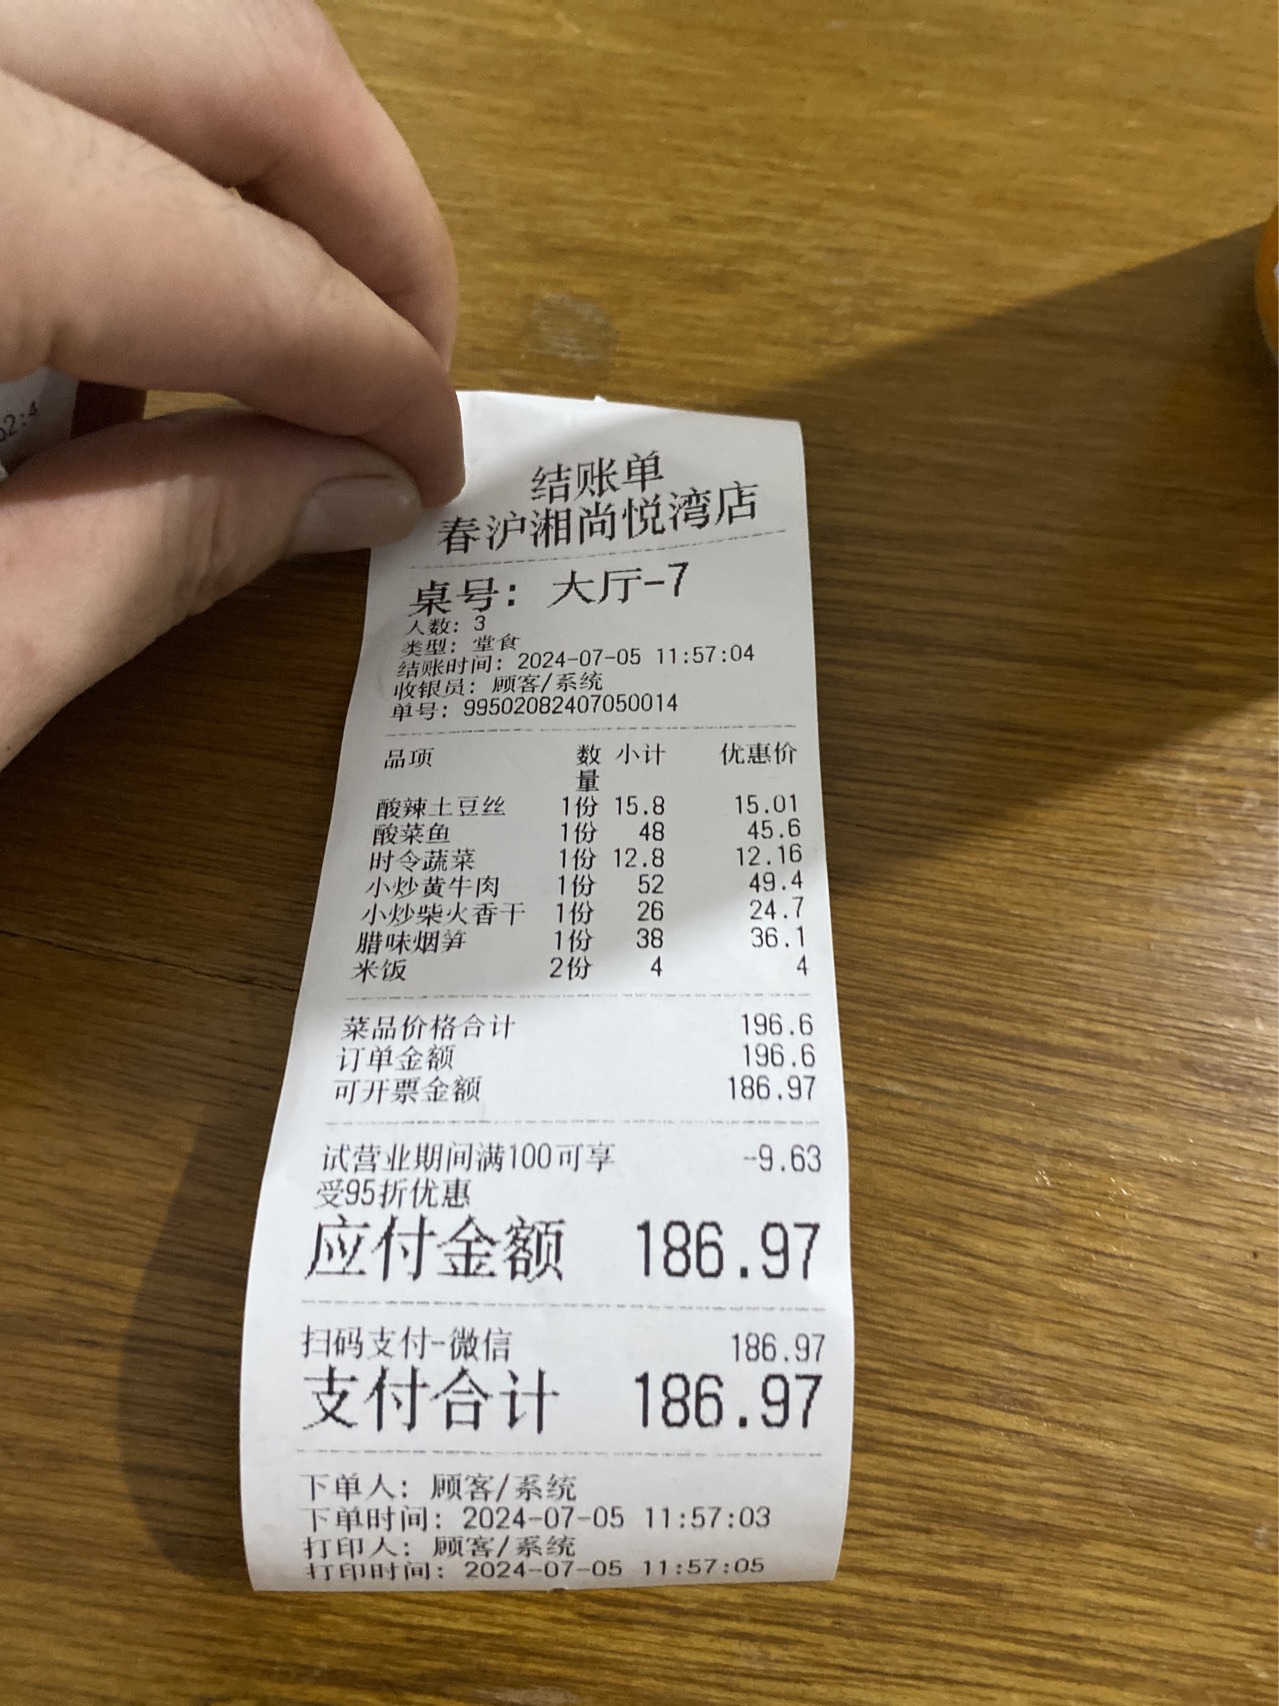 52:4
结账单
春沪湘尚悦湾店
桌号: 大厅-7
人数: 3
类型: 堂食
结账时间: 2024-07-05 11:57:04
收银员: 顾客/系统
单号: 99502082407050014
品项 数量 小计 优惠价
酸辣土豆丝 1份 15.8 15.01
酸菜鱼 1份 48 45.6
时令蔬菜 1份 12.8 12.16
小炒黄牛肉 1份 52 49.4
小炒柴火香干 1份 26 24.7
腊味烟笋 1份 38 36.1
米饭 2份 4 4
菜品价格合计 196.6
订单金额 196.6
可开票金额 186.97
试营业期间满100可享 -9.63
受95折优惠
应付金额 186.97
扫码支付-微信 186.97
支付合计 186.97
下单人: 顾客/系统
下单时间: 2024-07-05 11:57:03
打印人: 顾客/系统
打印时间: 2024-07-05 11:57:05